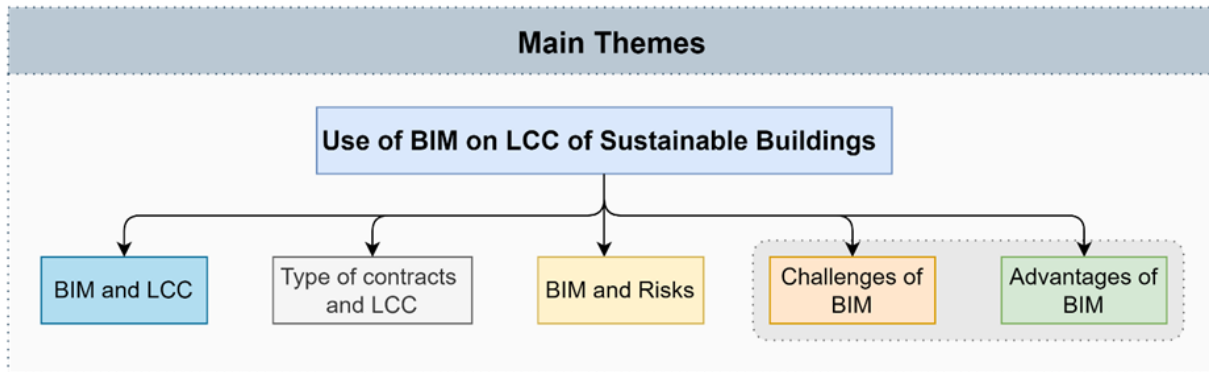 Main Themes
Use of BIM on LCC of Sustainable Buildings
BIM and LCC
Type of contracts
and LCC
BIM and Risks
Challenges of
BIM
Advantages of
BIM